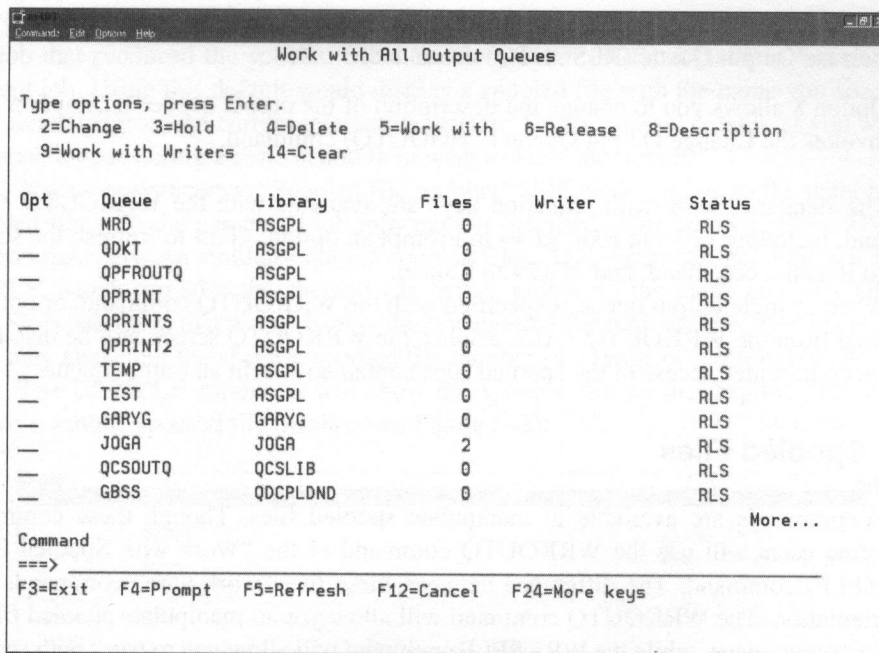 Commands Edit Options Help
Work with All Output Queues
Type options, press Enter.
2=Change 3=Hold 4=Delete 5=Work with 6=Release 8=Description
9=Work with Writers 14=Clear
Opt Queue Library Files Writer Status
MRB ASGPL 0 RLS
QDKT ASGPL 0 RLS
QPFROUTQ ASGPL 0 RLS
QPRINT ASGPL 0 RLS
QPRINTS ASGPL 0 RLS
QPRINT2 ASGPL 0 RLS
TEMP ASGPL 0 RLS
TEST ASGPL 0 RLS
GARYG GARYG 0 RLS
JOGA JOGA 2 RLS
QCSOUTQ QCSLIB 0 RLS
GBSS QDCPLDND 0 RLS
More...
Command
===>
F3=Exit F4=Prompt F5=Refresh F12=Cancel F24=More keys